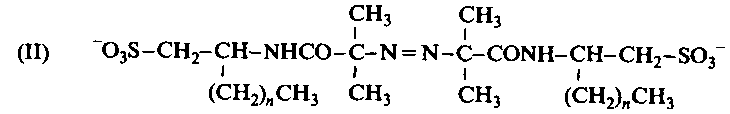 CH₃ CH₃
(II) ⁻O₃S–CH₂–CH–NHCO–C–N=N–C–CONH–CH–CH₂–SO₃⁻
(CH₂)ₙCH₃ CH₃ CH₃ (CH₂)ₙCH₃